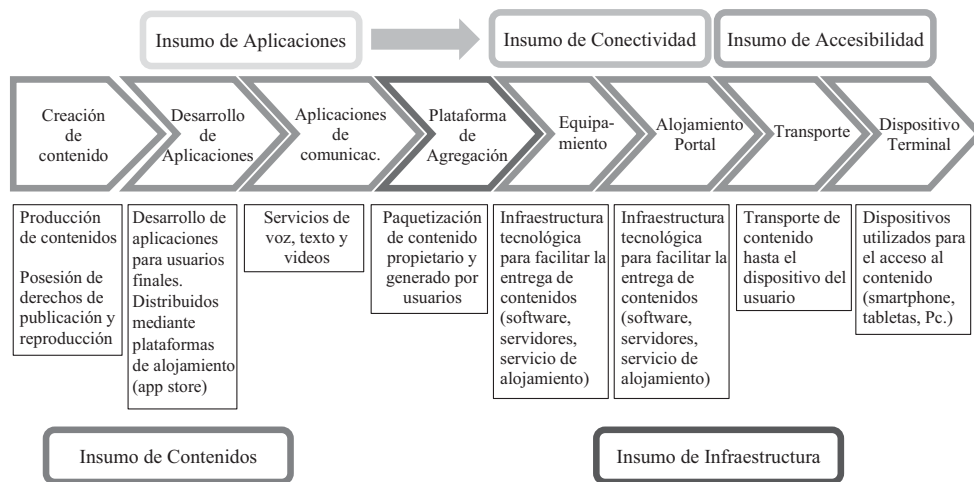 Insumo de Aplicaciones
Insumo de Conectividad
Insumo de Accesibilidad
Creación
de
contenido
Desarrollo
de
Aplicaciones
Aplicaciones
de
comunicac.
Plataforma
de
Agregación
Equipa-
miento
Alojamiento
Portal
Transporte
Dispositivo
Terminal
Producción
de contenidos
Posesión de
derechos de
publicación y
reproducción
Desarrollo de
aplicaciones
para usuarios
finales.
Distribuidos
mediante
plataformas
de alojamiento
(app store)
Servicios de
voz, texto y
videos
Paquetización
de contenido
propietario y
generado por
usuarios
Infraestructura
tecnológica
para facilitar la
entrega de
contenidos
(software,
servidores,
servicio de
alojamiento)
Infraestructura
tecnológica
para facilitar la
entrega de
contenidos
(software,
servidores,
servicio de
alojamiento)
Transporte de
contenido
hasta el
dispositivo del
usuario
Dispositivos
utilizados para
el acceso al
contenido
(smartphone,
tabletas, Pc.)
Insumo de Contenidos
Insumo de Infraestructura